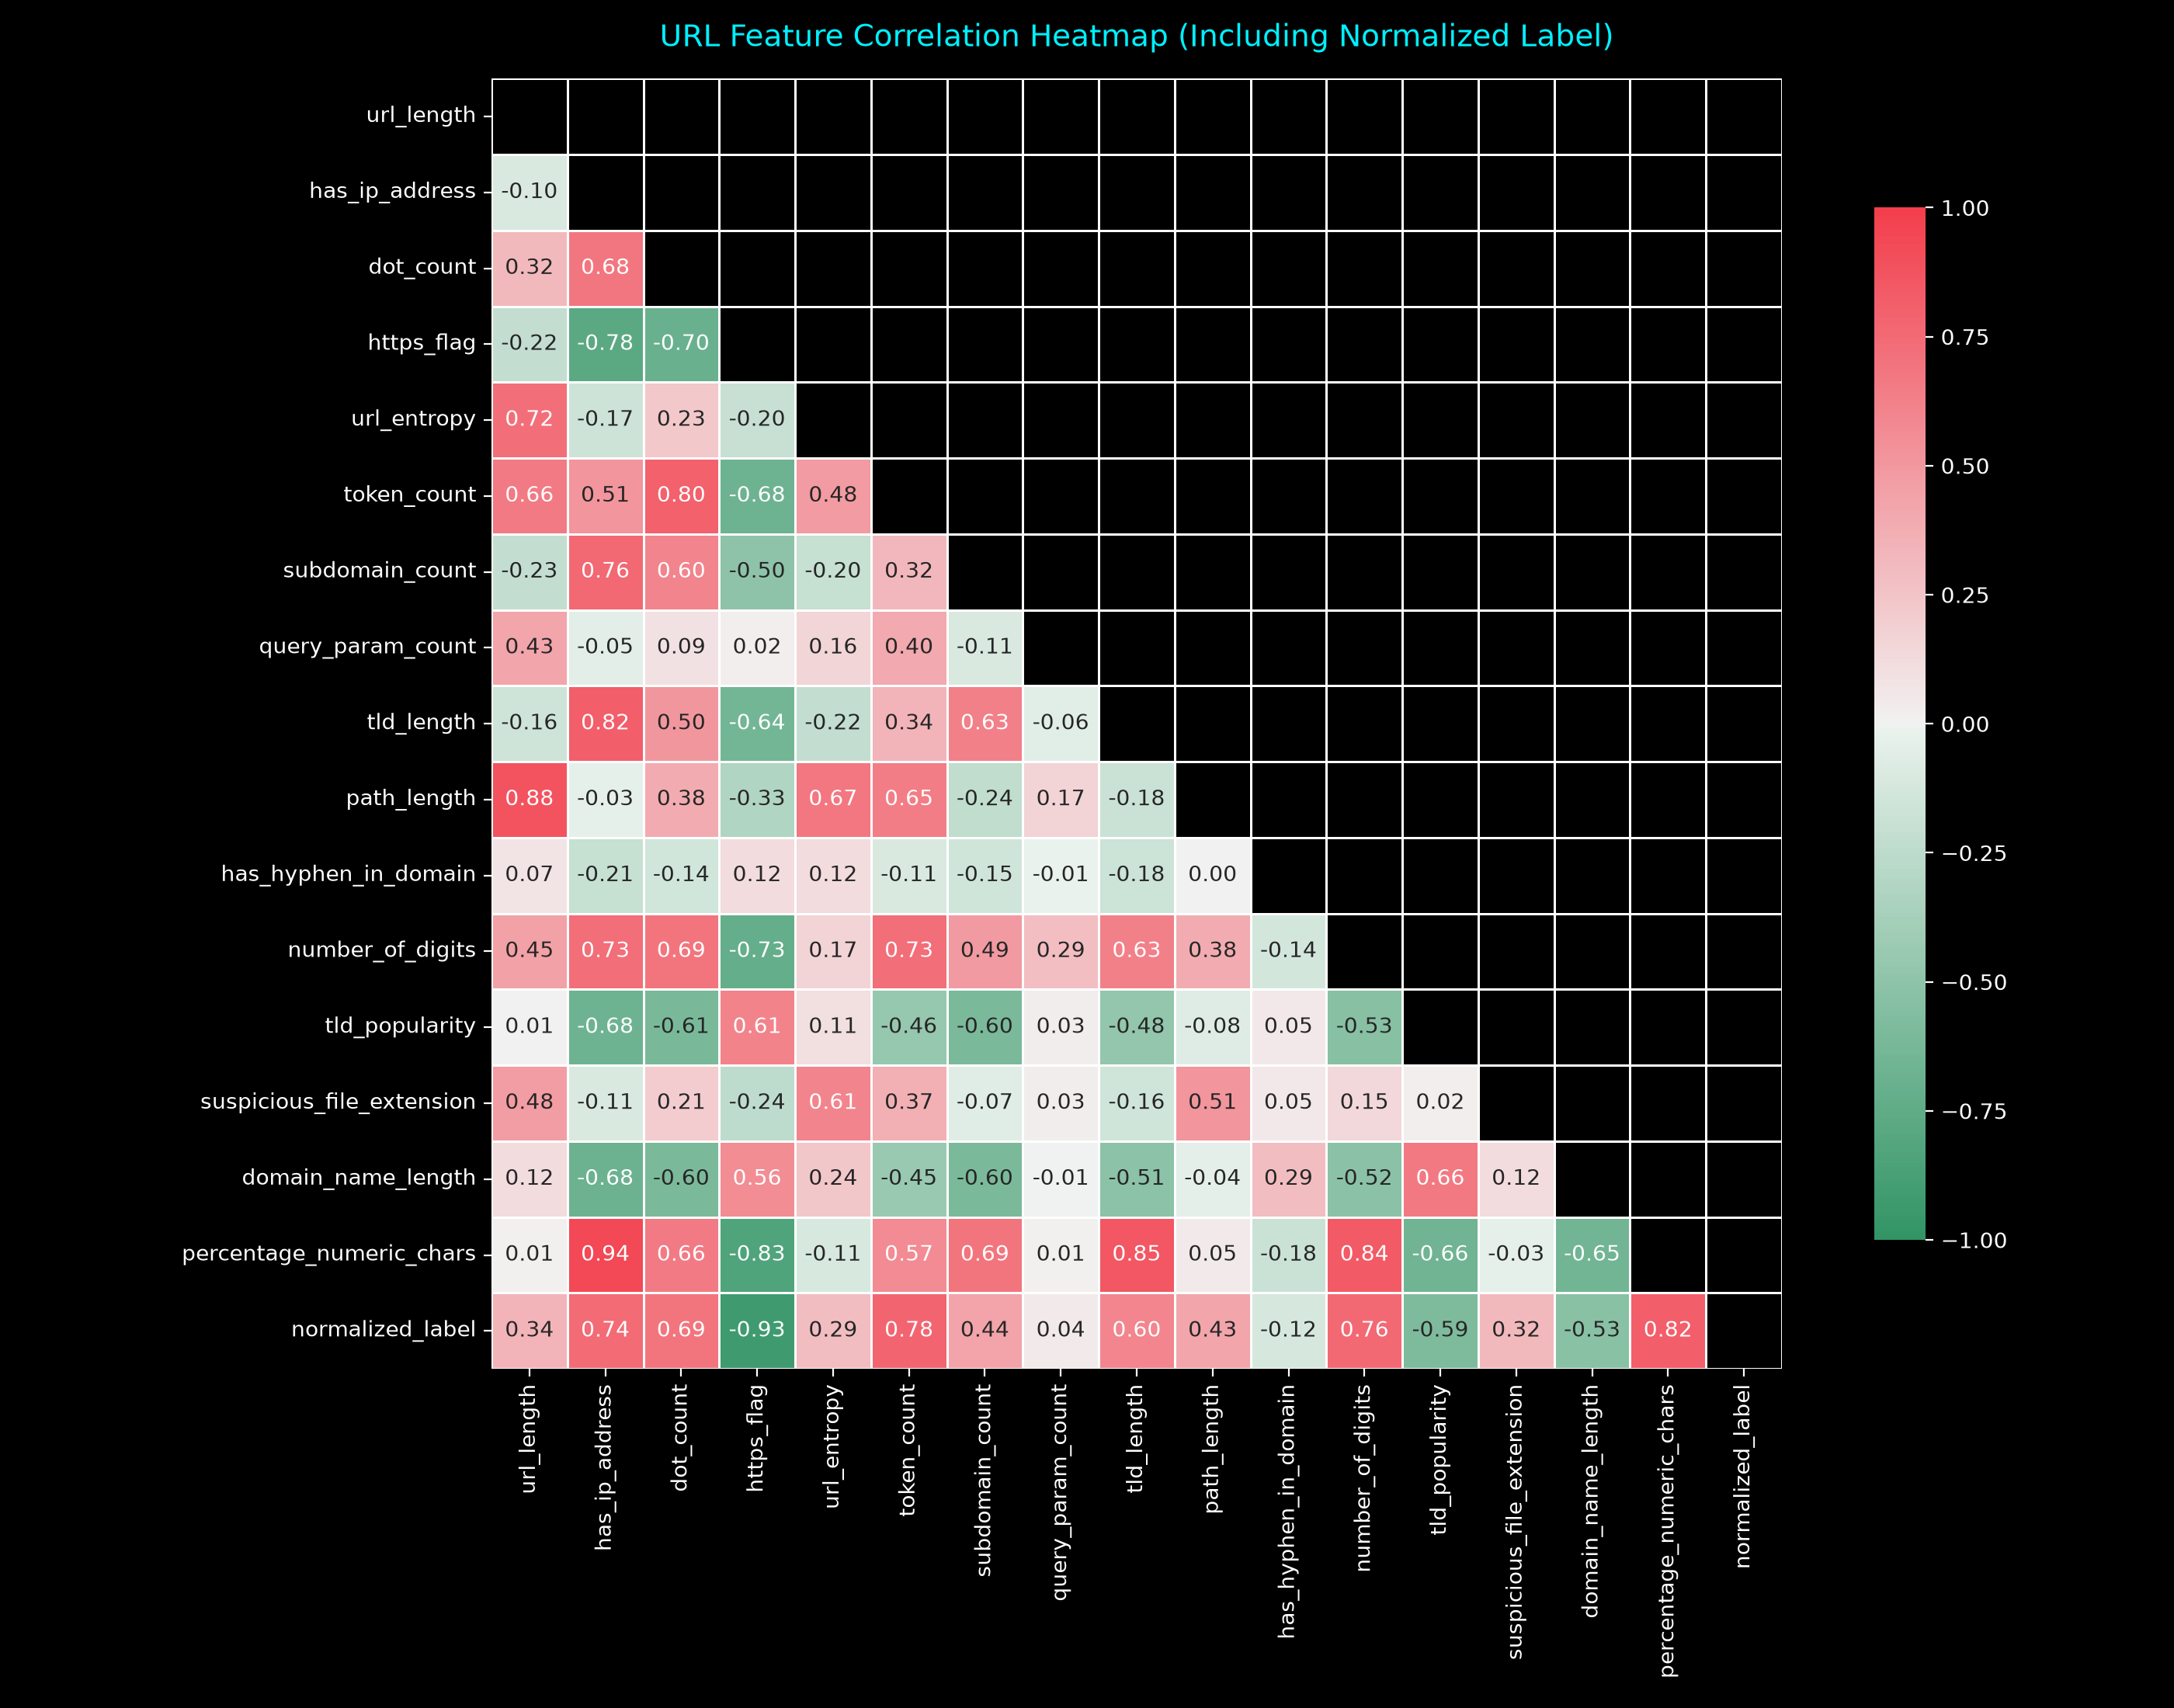 URL Feature Correlation Heatmap (Including Normalized Label)
url_length
has_ip_address -0.10
dot_count 0.32 0.68
https_flag -0.22 -0.78 -0.70
url_entropy 0.72 -0.17 0.23 -0.20
token_count 0.66 0.51 0.80 -0.68 0.48
subdomain_count -0.23 0.76 0.60 -0.50 -0.20 0.32
query_param_count 0.43 -0.05 0.09 0.02 0.16 0.40 -0.11
tld_length -0.16 0.82 0.50 -0.64 -0.22 0.34 0.63 -0.06
path_length 0.88 -0.03 0.38 -0.33 0.67 0.65 -0.24 0.17 -0.18
has_hyphen_in_domain 0.07 -0.21 -0.14 0.12 0.12 -0.11 -0.15 -0.01 -0.18 0.00
number_of_digits 0.45 0.73 0.69 -0.73 0.17 0.73 0.49 0.29 0.63 0.38 -0.14
tld_popularity 0.01 -0.68 -0.61 0.61 0.11 -0.46 -0.60 0.03 -0.48 -0.08 0.05 -0.53
suspicious_file_extension 0.48 -0.11 0.21 -0.24 0.61 0.37 -0.07 0.03 -0.16 0.51 0.05 0.15 0.02
domain_name_length 0.12 -0.68 -0.60 0.56 0.24 -0.45 -0.60 -0.01 -0.51 -0.04 0.29 -0.52 0.66 0.12
percentage_numeric_chars 0.01 0.94 0.66 -0.83 -0.11 0.57 0.69 0.01 0.85 0.05 -0.18 0.84 -0.66 -0.03 -0.65
normalized_label 0.34 0.74 0.69 -0.93 0.29 0.78 0.44 0.04 0.60 0.43 -0.12 0.76 -0.59 0.32 -0.53 0.82
url_length
has_ip_address
dot_count
https_flag
url_entropy
token_count
subdomain_count
query_param_count
tld_length
path_length
has_hyphen_in_domain
number_of_digits
tld_popularity
suspicious_file_extension
domain_name_length
percentage_numeric_chars
normalized_label
1.00
0.75
0.50
0.25
0.00
−0.25
−0.50
−0.75
−1.00